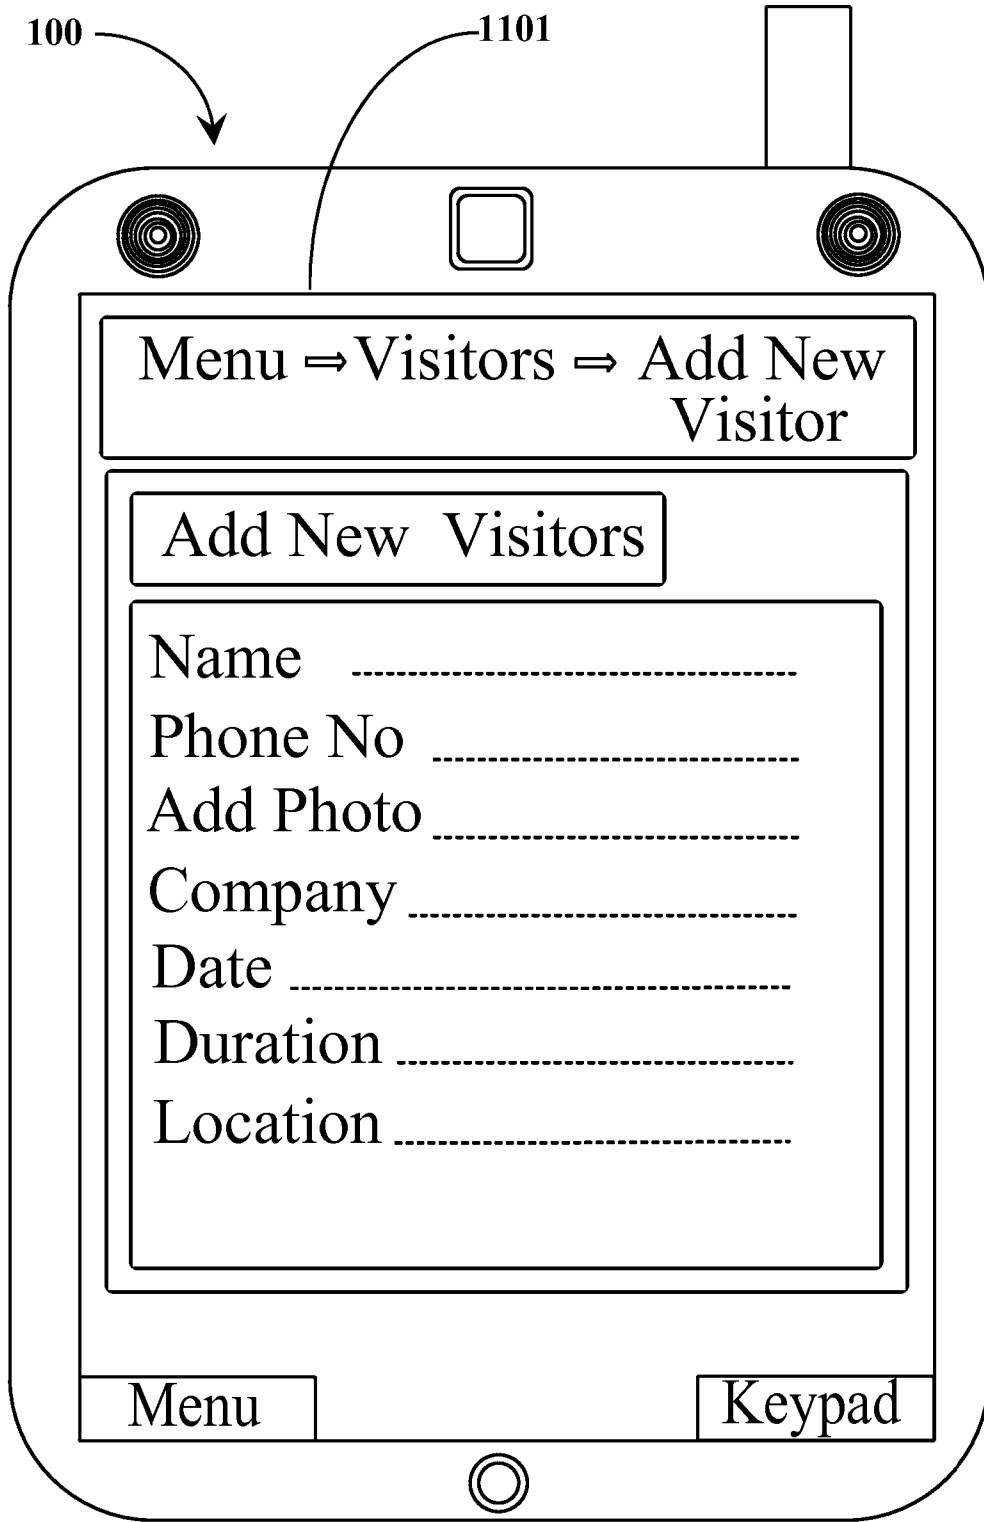 100 1101
Menu ⇨ Visitors ⇨ Add New
Visitor
Add New Visitors
Name
Phone No
Add Photo
Company
Date
Duration
Location
Menu Keypad